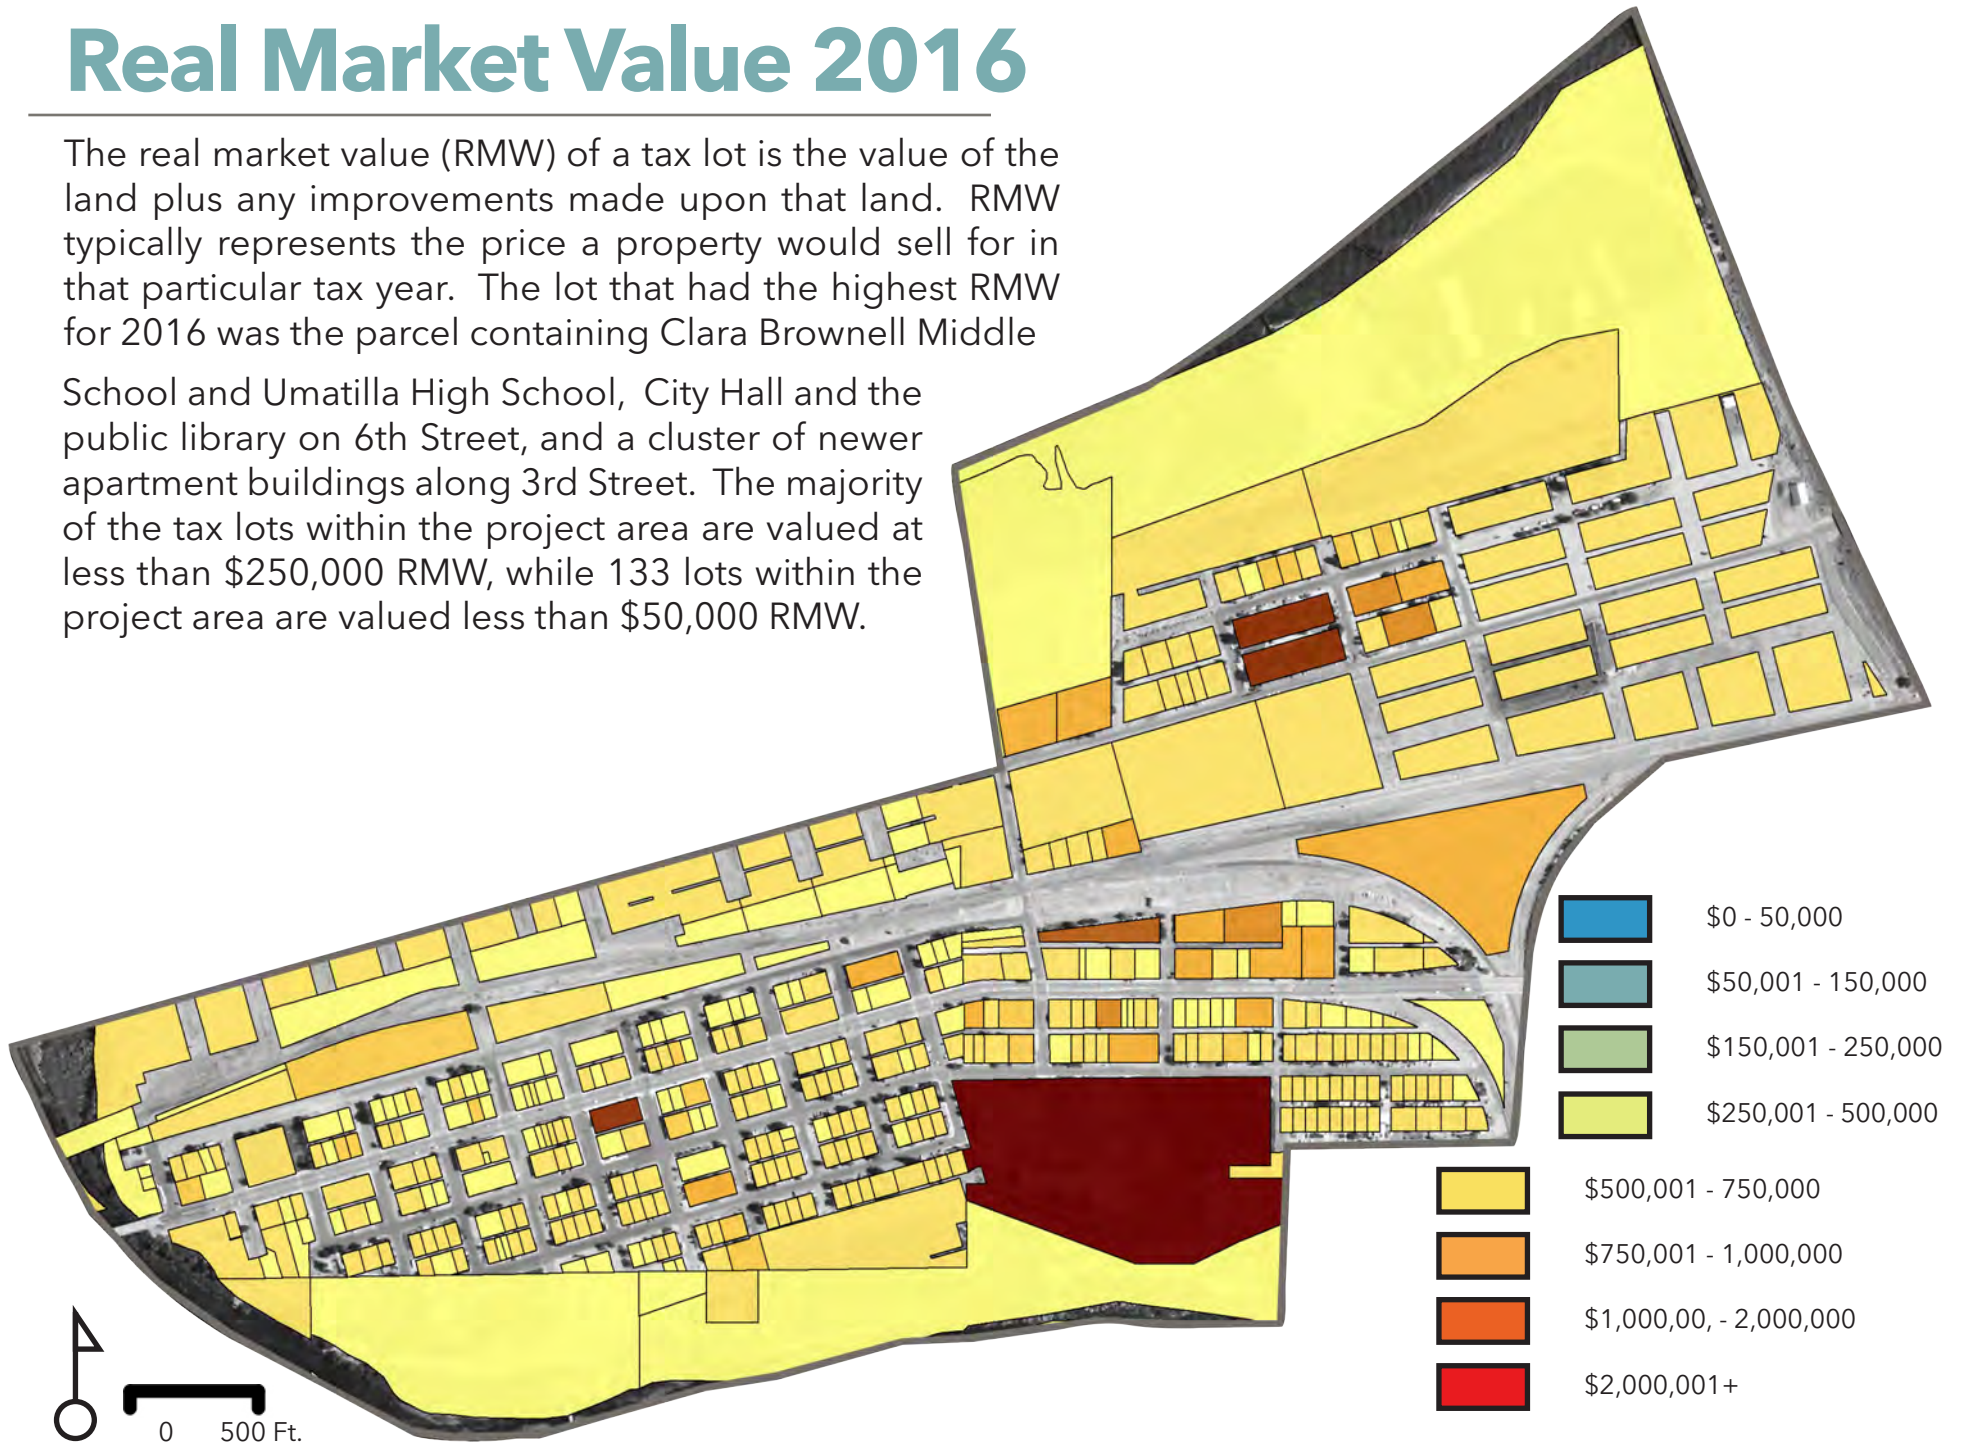 Real Market Value 2016
The real market value (RMW) of a tax lot is the value of the
land plus any improvements made upon that land. RMW
typically represents the price a property would sell for in
that particular tax year. The lot that had the highest RMW
for 2016 was the parcel containing Clara Brownell Middle
School and Umatilla High School, City Hall and the
public library on 6th Street, and a cluster of newer
apartment buildings along 3rd Street. The majority
of the tax lots within the project area are valued at
less than $250,000 RMW, while 133 lots within the
project area are valued less than $50,000 RMW.
$0 - 50,000
$50,001 - 150,000
$150,001 - 250,000
$250,001 - 500,000
$500,001 - 750,000
$750,001 - 1,000,000
$1,000,00, - 2,000,000
$2,000,001+
0 500 Ft.